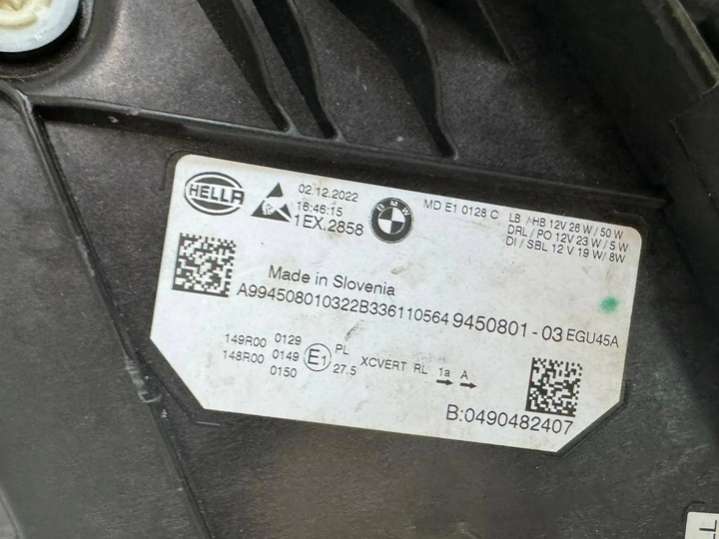 HELLA
02.12.2022
16:46:15
1EX.2858
BMW
MD E1 0128 C
LB / HB 12V 26 W / 50 W
DRL / PO 12V 23 W / 5 W
DI / SBL 12 V 19 W/ 8W
Made in Slovenia
A994508010322B336110564 9450801 - 03 EGU45A
149R00 0129
148R00 0149
0150
E1
PL
27.5
XCVERT RL 1a A
B:0490482407